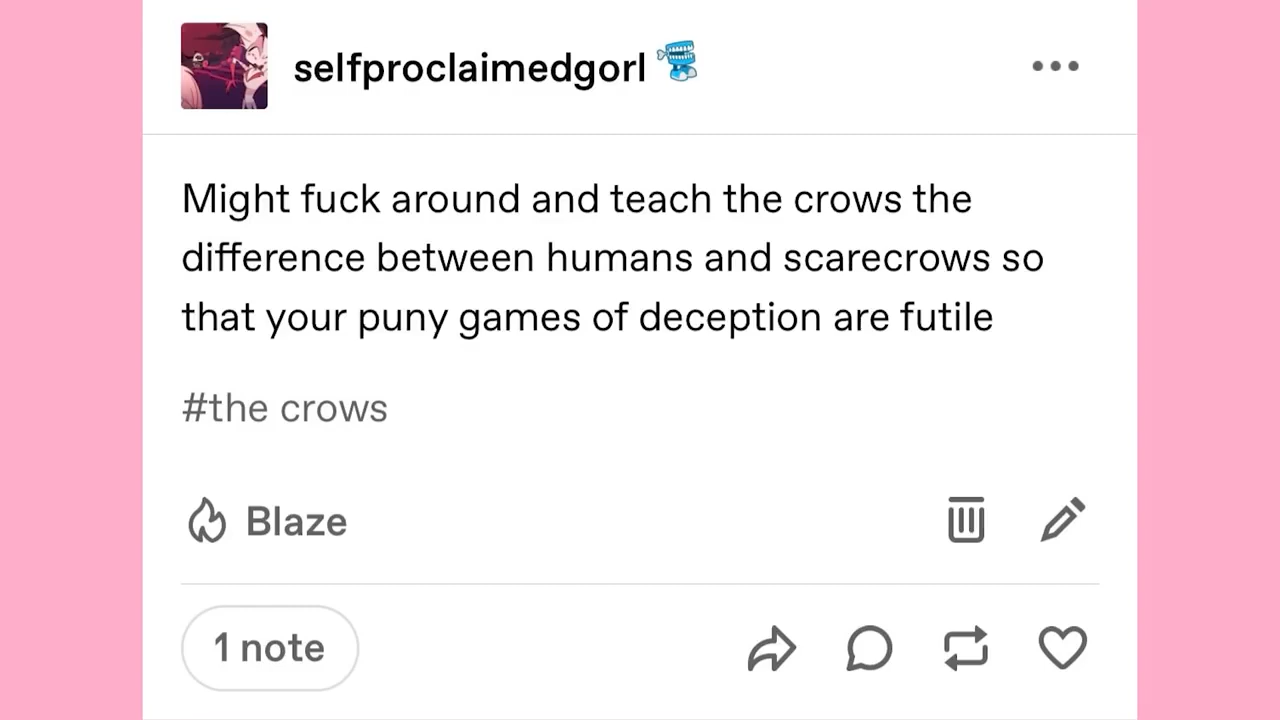 selfproclaimedgorl
Might fuck around and teach the crows the
difference between humans and scarecrows so
that your puny games of deception are futile
#the crows
Blaze
1 note